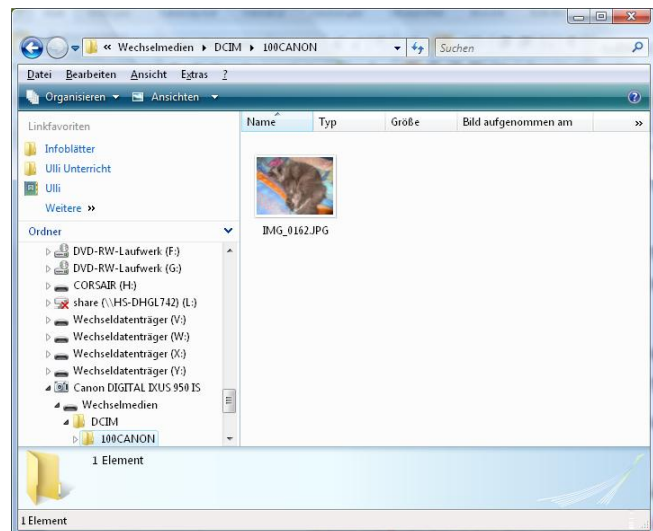 « Wechselmedien ▸ DCIM ▸ 100CANON
Suchen
Datei Bearbeiten Ansicht Extras ?
Organisieren Ansichten
Linkfavoriten
Infoblätter
Ulli Unterricht
Ulli
Weitere »
Ordner
DVD-RW-Laufwerk (F:)
DVD-RW-Laufwerk (G:)
CORSAIR (H:)
share (\\HS-DHGL742) (L:)
Wechseldatenträger (V:)
Wechseldatenträger (W:)
Wechseldatenträger (X:)
Wechseldatenträger (Y:)
Canon DIGITAL IXUS 950 IS
Wechselmedien
DCIM
100CANON
Name Typ Größe Bild aufgenommen am »
IMG_0162.JPG
1 Element
1 Element